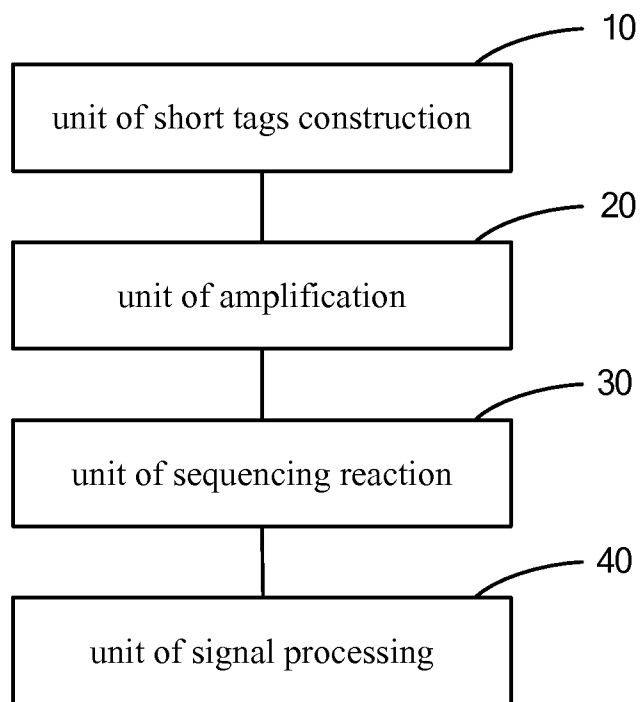 10
unit of short tags construction
20
unit of amplification
30
unit of sequencing reaction
40
unit of signal processing